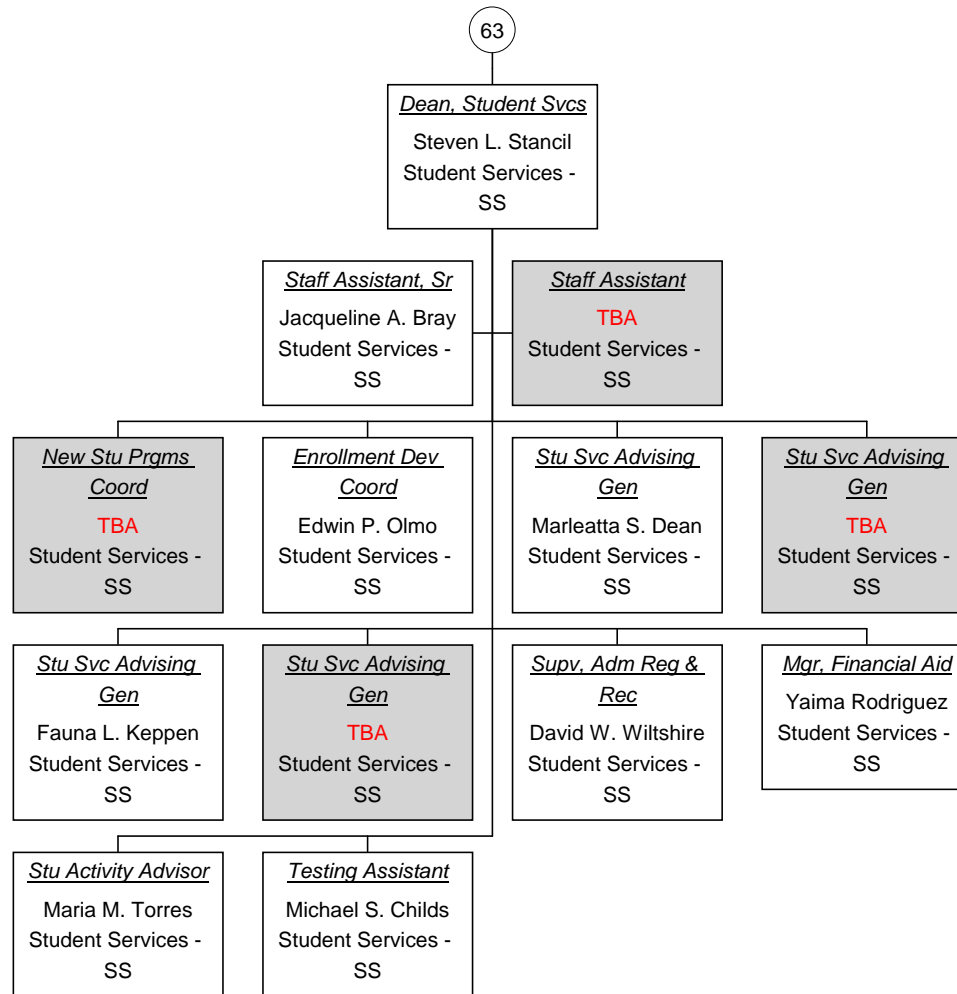 63
Dean, Student Svcs
Steven L. Stancil
Student Services -
SS
Staff Assistant, Sr
Jacqueline A. Bray
Student Services -
SS
Staff Assistant
TBA
Student Services -
SS
New Stu Prgms
Coord
TBA
Student Services -
SS
Enrollment Dev
Coord
Edwin P. Olmo
Student Services -
SS
Stu Svc Advising
Gen
Marleatta S. Dean
Student Services -
SS
Stu Svc Advising
Gen
TBA
Student Services -
SS
Stu Svc Advising
Gen
Fauna L. Keppen
Student Services -
SS
Stu Svc Advising
Gen
TBA
Student Services -
SS
Supv, Adm Reg &
Rec
David W. Wiltshire
Student Services -
SS
Mgr, Financial Aid
Yaima Rodriguez
Student Services -
SS
Stu Activity Advisor
Maria M. Torres
Student Services -
SS
Testing Assistant
Michael S. Childs
Student Services -
SS